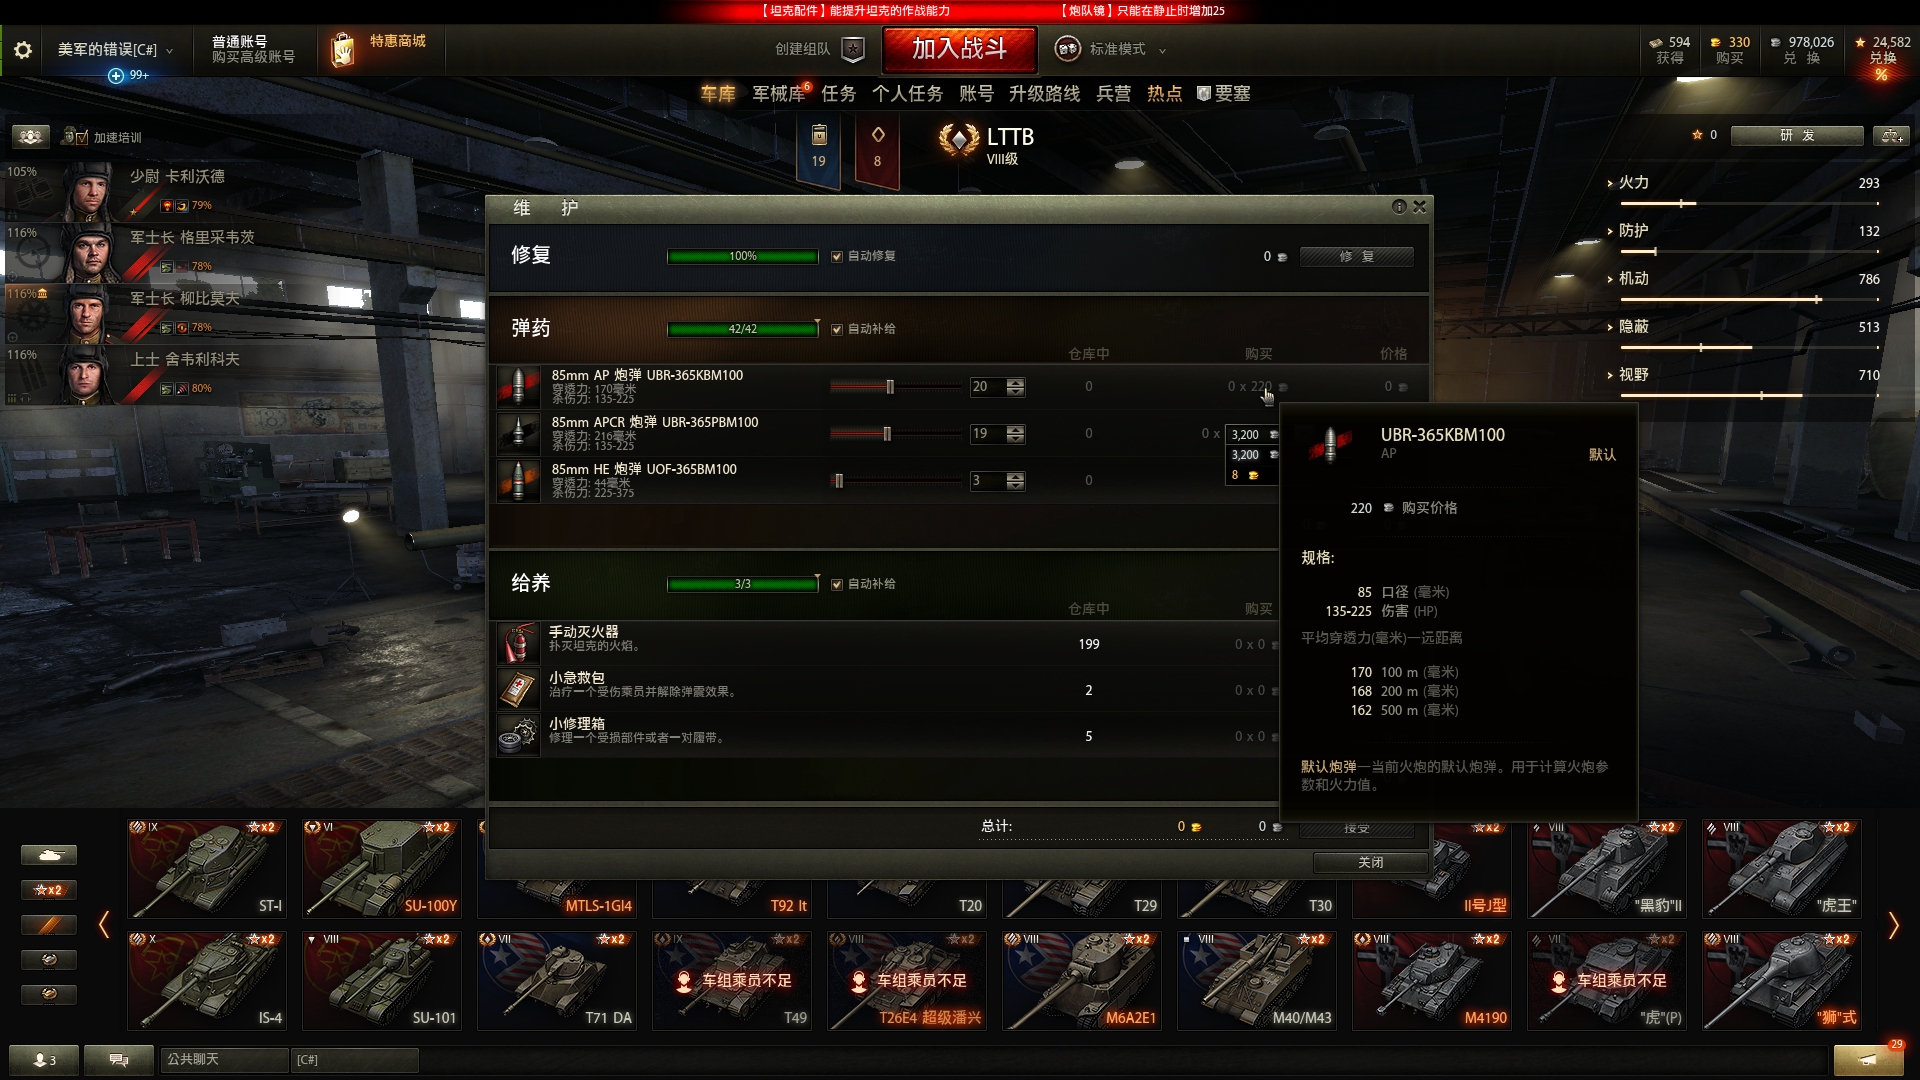 【坦克配件】能提升坦克的作战能力
【炮队镜】只能在静止时增加25
美军的错误[C#]
99+
普通账号
购买高级账号
特惠商城
创建组队
加入战斗
标准模式
594
获得
330
购买
978,026
兑 换
24,582
兑换
%
车库
军械库
6
任务
个人任务
账号
升级路线
兵营
热点
要塞
加速培训
19
8
LTTB
VIII级
0
研 发
105%
少尉 卡利沃德
79%
116%
军士长 格里采韦茨
78%
116%
军士长 柳比莫夫
78%
116%
上士 舍韦利科夫
80%
火力
293
防护
132
机动
786
隐蔽
513
视野
710
维 护
修复
100%
自动修复
0
修 复
弹药
42/42
自动补给
仓库中
购买
价格
85mm AP 炮弹 UBR-365KBM100
穿透力: 170毫米
杀伤力: 135-225
20
0
0 x 220
0
85mm APCR 炮弹 UBR-365PBM100
穿透力: 216毫米
杀伤力: 135-225
19
0
0 x
3,200
3,200
8
85mm HE 炮弹 UOF-365BM100
穿透力: 44毫米
杀伤力: 225-375
3
0
给养
3/3
自动补给
仓库中
购买
手动灭火器
扑灭坦克的火焰。
199
0 x 0
小急救包
治疗一个受伤乘员并解除弹震效果。
2
0 x 0
小修理箱
修理一个受损部件或者一对履带。
5
0 x 0
总计:
0
0
接受
关闭
UBR-365KBM100
AP
默认
220 购买价格
规格:
85 口径 (毫米)
135-225 伤害 (HP)
平均穿透力(毫米)—远距离
170 100 m (毫米)
168 200 m (毫米)
162 500 m (毫米)
默认炮弹—当前火炮的默认炮弹。用于计算火炮参
数和火力值。
x2
IX
x2
ST-I
VI
x2
SU-100Y
MTLS-1G14
T92 lt
T20
T29
T30
x2
II号J型
VIII
x2
"黑豹"II
VIII
x2
"虎王"
X
x2
IS-4
VIII
x2
SU-101
VII
x2
T71 DA
IX
x2
车组乘员不足
T49
VIII
x2
车组乘员不足
T26E4 超级潘兴
VIII
x2
M6A2E1
VIII
x2
M40/M43
VIII
x2
M4190
VII
x2
车组乘员不足
"虎"(P)
VIII
x2
"狮"式
3
公共聊天
[C#]
29